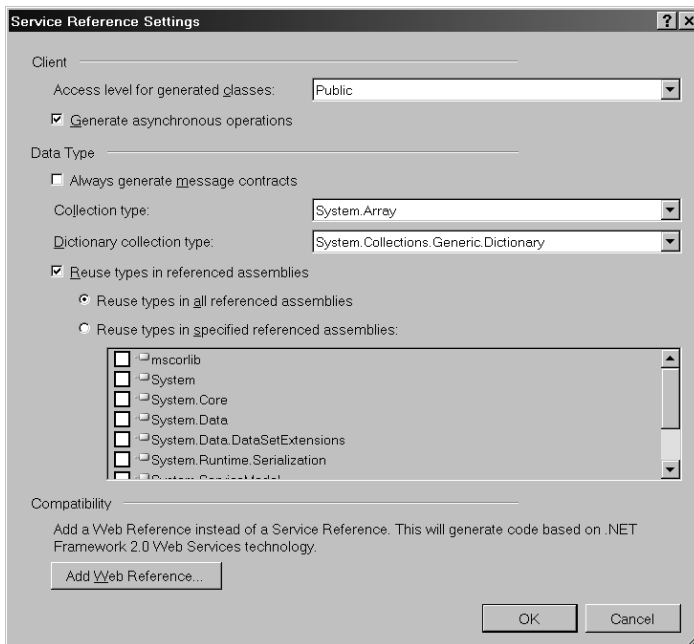 Service Reference Settings
Client
Access level for generated classes:
Public
Generate asynchronous operations
Data Type
Always generate message contracts
Collection type:
System.Array
Dictionary collection type:
System.Collections.Generic.Dictionary
Reuse types in referenced assemblies
Reuse types in all referenced assemblies
Reuse types in specified referenced assemblies:
mscorlib
System
System.Core
System.Data
System.Data.DataSetExtensions
System.Runtime.Serialization
System.ServiceModel
Compatibility
Add a Web Reference instead of a Service Reference. This will generate code based on .NET
Framework 2.0 Web Services technology.
Add Web Reference...
OK
Cancel